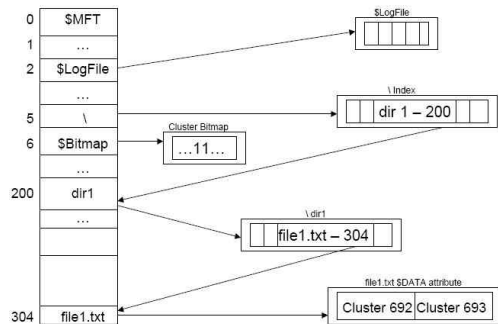 0 $MFT
1 ...
2 $LogFile
...
5 \
6 $Bitmap
...
200 dir1
...
304 file1.txt
$LogFile
\ Index
dir 1 – 200
Cluster Bitmap
...11...
\ dir1
file1.txt – 304
file1.txt $DATA attribute
Cluster 692 Cluster 693